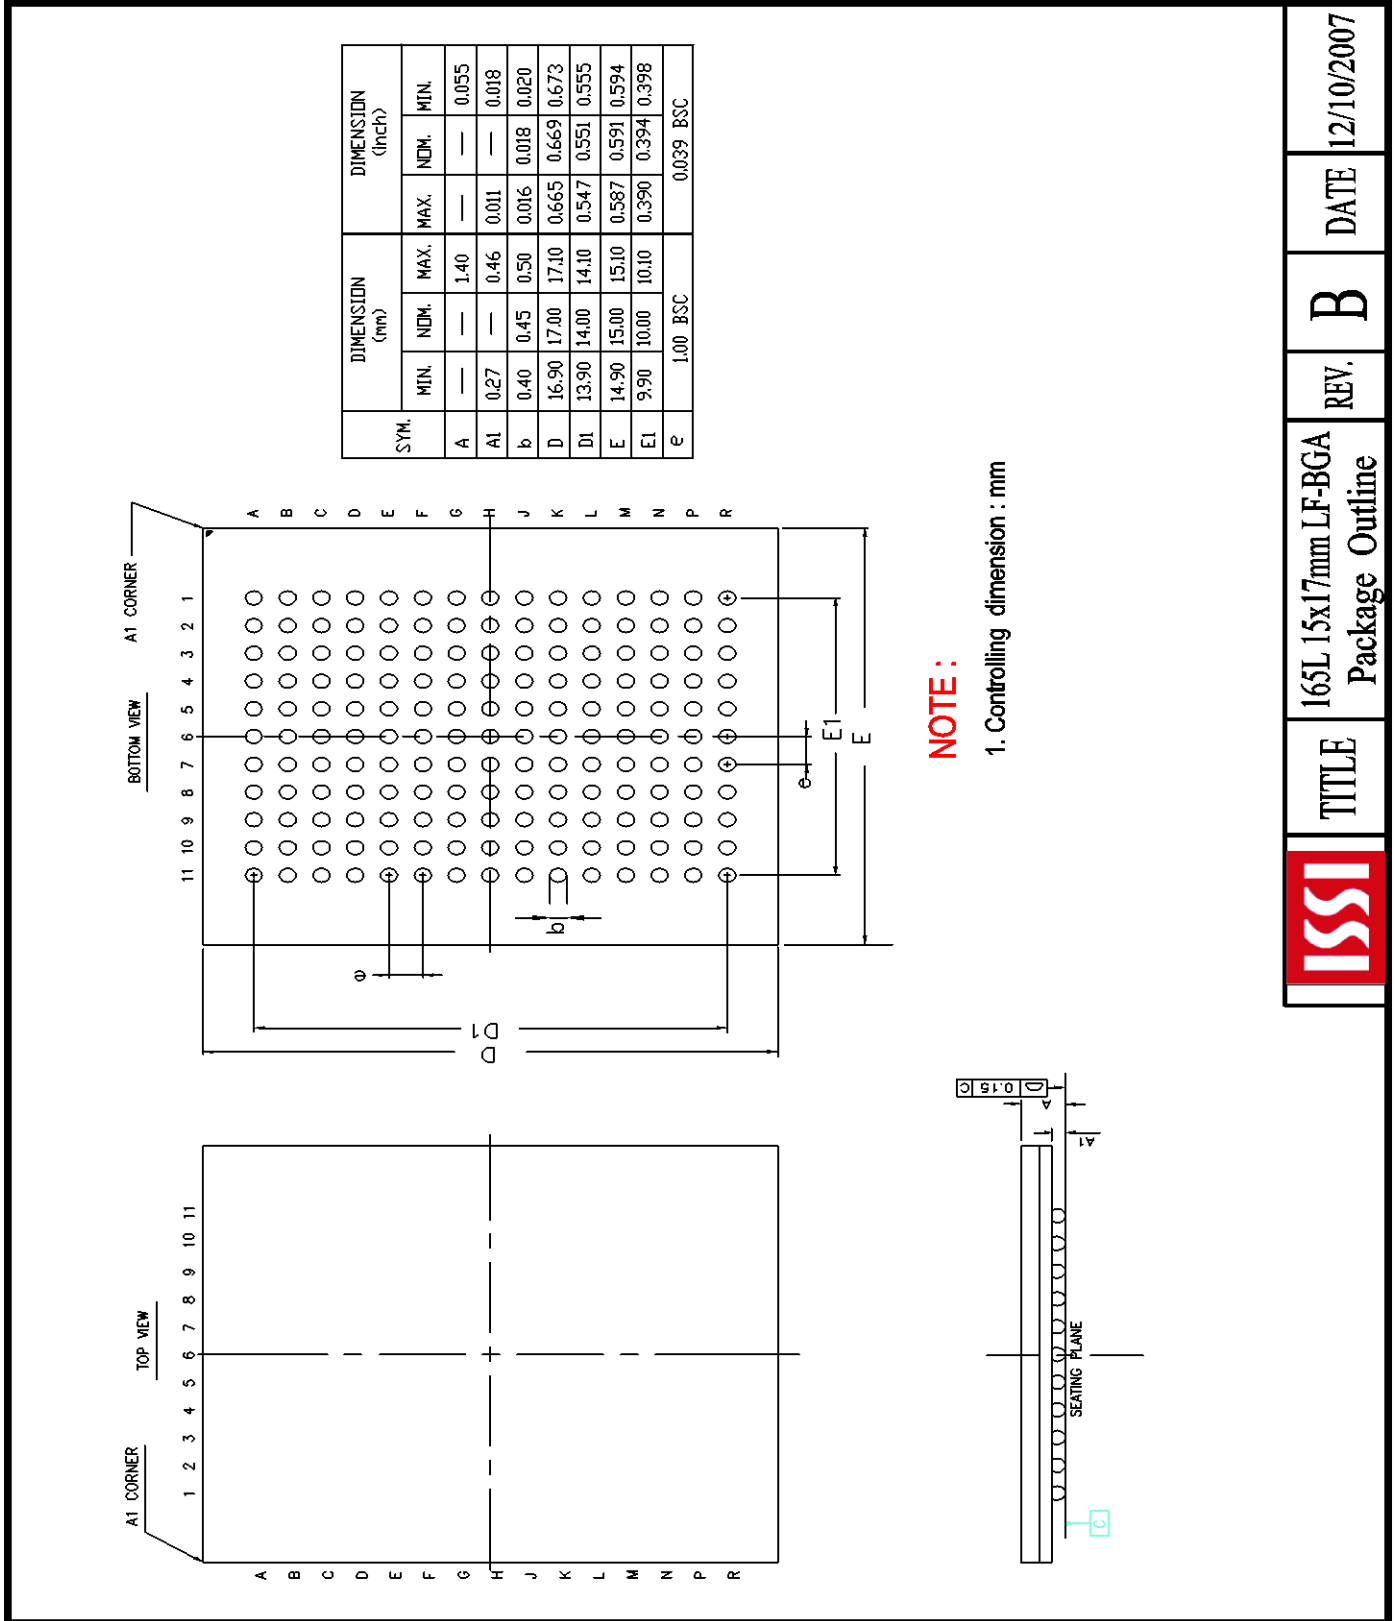 TOP VIEW
A1 CORNER
1 2 3 4 5 6 7 8 9 10 11
A
B
C
D
E
F
G
H
J
K
L
M
N
P
R
BOTTOM VIEW
A1 CORNER
11 10 9 8 7 6 5 4 3 2 1
A
B
C
D
E
F
G
H
J
K
L
M
N
P
R
e
D1
D
b
e
E1
E
SYM. DIMENSION (mm) DIMENSION (inch)
MIN. NOM. MAX. MAX. NOM. MIN.
A — — 1.40 — — 0.055
A1 0.27 — 0.46 0.011 — 0.018
b 0.40 0.45 0.50 0.016 0.018 0.020
D 16.90 17.00 17.10 0.665 0.669 0.673
D1 13.90 14.00 14.10 0.547 0.551 0.555
E 14.90 15.00 15.10 0.587 0.591 0.594
E1 9.90 10.00 10.10 0.390 0.394 0.398
e 1.00 BSC 0.039 BSC
0.15 C
A
A1
SEATING PLANE
C
NOTE :
1. Controlling dimension : mm
ISSI
TITLE
165L 15x17mm LF-BGA
Package Outline
REV.
B
DATE
12/10/2007